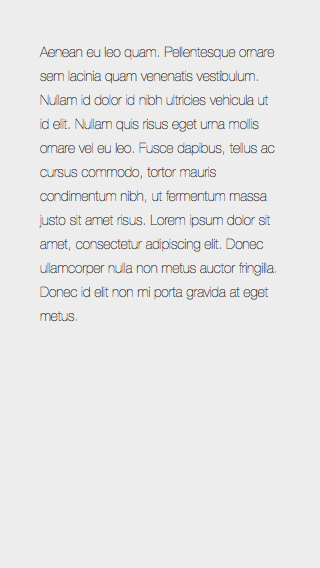 Aenean eu leo quam. Pellentesque ornare
sem lacinia quam venenatis vestibulum.
Nullam id dolor id nibh ultricies vehicula ut
id elit. Nullam quis risus eget urna mollis
ornare vel eu leo. Fusce dapibus, tellus ac
cursus commodo, tortor mauris
condimentum nibh, ut fermentum massa
justo sit amet risus. Lorem ipsum dolor sit
amet, consectetur adipiscing elit. Donec
ullamcorper nulla non metus auctor fringilla.
Donec id elit non mi porta gravida at eget
metus.